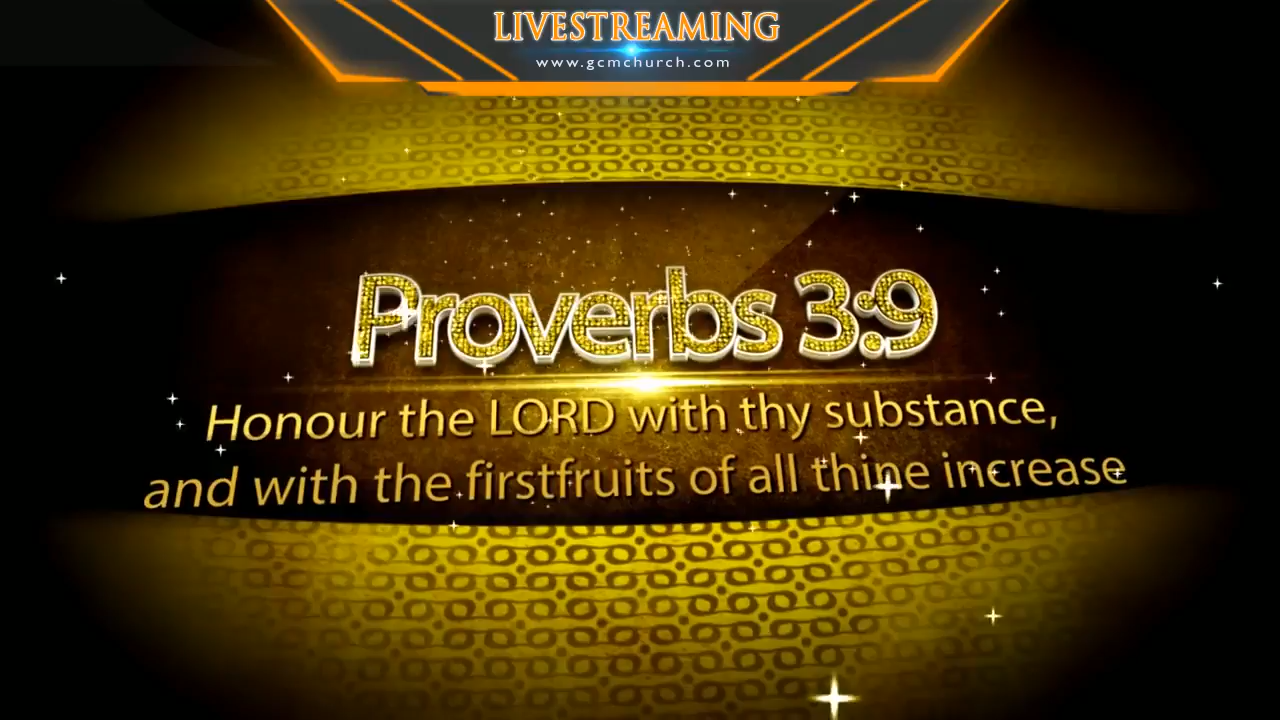 LIVESTREAMING
www.gcmchurch.com
Proverbs 3:9
Honour the LORD with thy substance,
and with the firstfruits of all thine increase